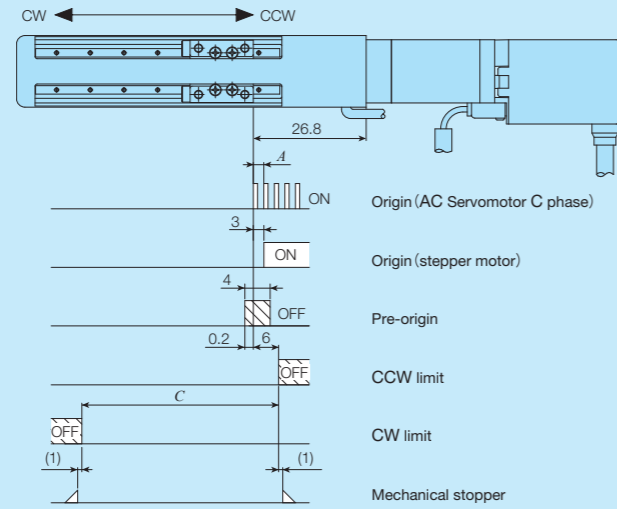 CW CCW
26.8
A
ON Origin (AC Servomotor C phase)
3
ON Origin (stepper motor)
4
OFF Pre-origin
0.2 6
OFF CCW limit
C
OFF CW limit
(1) (1)
Mechanical stopper